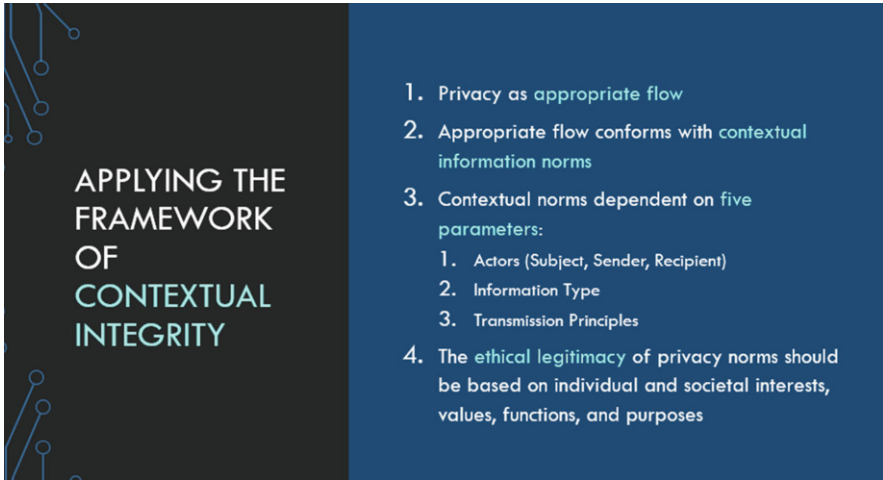 APPLYING THE
FRAMEWORK
OF
CONTEXTUAL
INTEGRITY
1. Privacy as appropriate flow
2. Appropriate flow conforms with contextual
information norms
3. Contextual norms dependent on five
parameters:
1. Actors (Subject, Sender, Recipient)
2. Information Type
3. Transmission Principles
4. The ethical legitimacy of privacy norms should
be based on individual and societal interests,
values, functions, and purposes